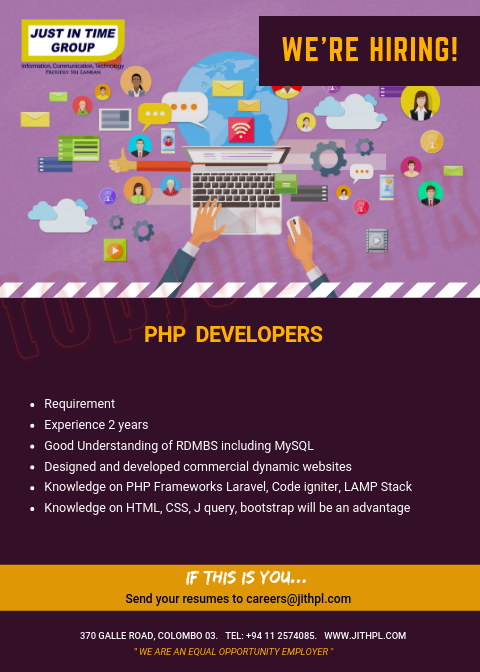 JUST IN TIME
GROUP
Information, Communication, Technology
WE'RE HIRING!
PHP DEVELOPERS
Requirement
Experience 2 years
Good Understanding of RDMBS including MySQL
Designed and developed commercial dynamic websites
Knowledge on PHP Frameworks Laravel, Code igniter, LAMP Stack
Knowledge on HTML, CSS, J query, bootstrap will be an advantage
IF THIS IS YOU...
Send your resumes to careers@jithpl.com
370 GALLE ROAD, COLOMBO 03. TEL: +94 11 2574085. WWW.JITHPL.COM
" WE ARE AN EQUAL OPPORTUNITY EMPLOYER "